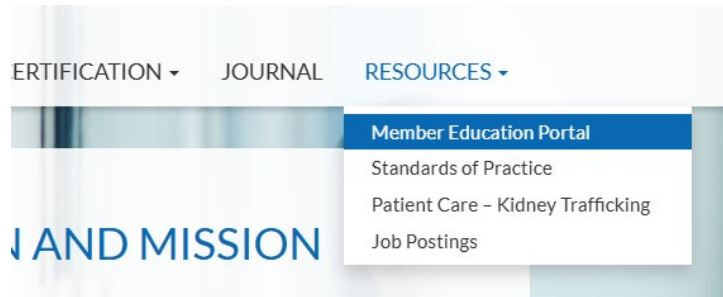 ERTIFICATION JOURNAL RESOURCES
Member Education Portal
Standards of Practice
Patient Care – Kidney Trafficking
Job Postings
N AND MISSION